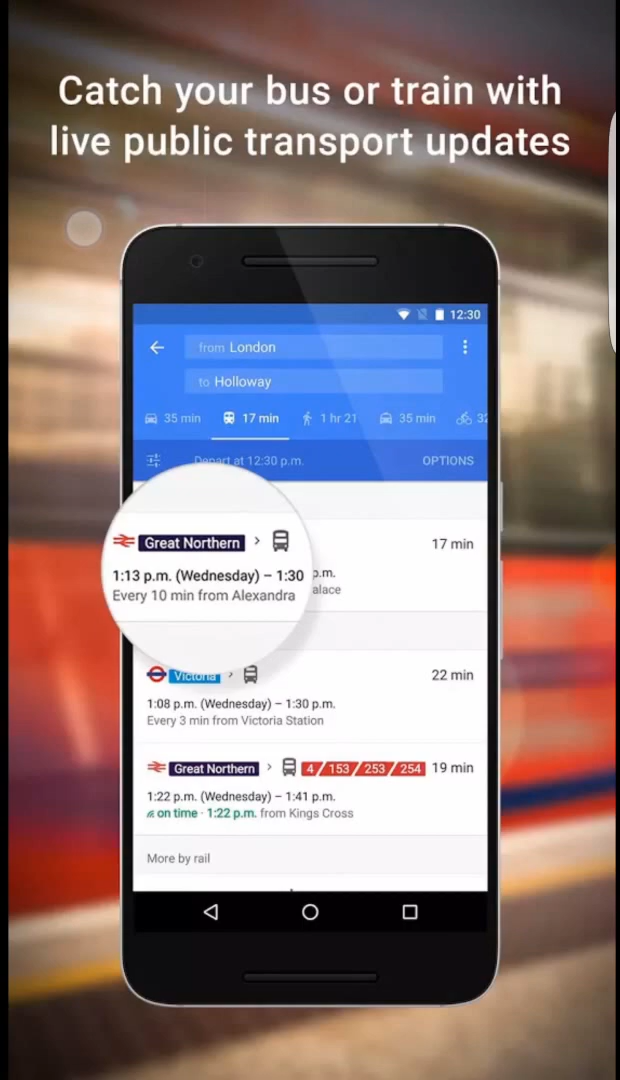 Catch your bus or train with
live public transport updates
12:30
from London
to Holloway
35 min 17 min 1 hr 21 35 min 32
Depart at 12:30 p.m. OPTIONS
Great Northern > 17 min
1:13 p.m. (Wednesday) – 1:30 p.m.
Every 10 min from Alexandra alace
Victoria > 22 min
1:08 p.m. (Wednesday) – 1:30 p.m.
Every 3 min from Victoria Station
Great Northern > 4 / 153 / 253 / 254 19 min
1:22 p.m. (Wednesday) – 1:41 p.m.
on time · 1:22 p.m. from Kings Cross
More by rail